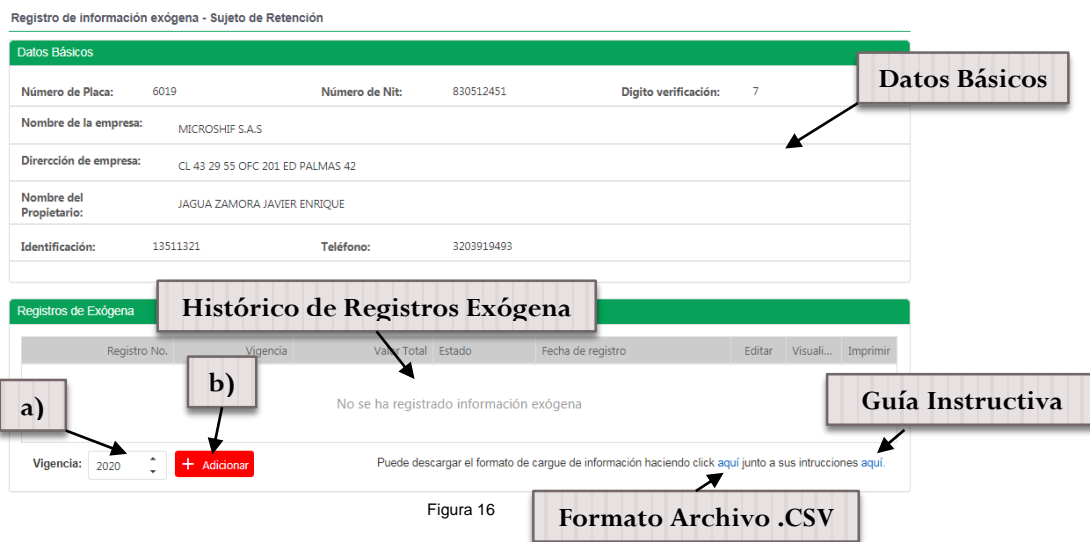 Registro de información exógena - Sujeto de Retención
Datos Básicos
Datos Básicos
Número de Placa: 6019 Número de Nit: 830512451 Digito verificación: 7
Nombre de la empresa: MICROSHIF S.A.S
Dirercción de empresa: CL 43 29 55 OFC 201 ED PALMAS 42
Nombre del
Propietario: JAGUA ZAMORA JAVIER ENRIQUE
Identificación: 13511321 Teléfono: 3203919493
Histórico de Registros Exógena
Registros de Exógena
Registro No. Vigencia Valor Total Estado Fecha de registro Editar Visuali... Imprimir
b)
a)
No se ha registrado información exógena
Guía Instructiva
Vigencia: 2020 + Adicionar Puede descargar el formato de cargue de información haciendo click aquí junto a sus intrucciones aquí.
Figura 16
Formato Archivo .CSV